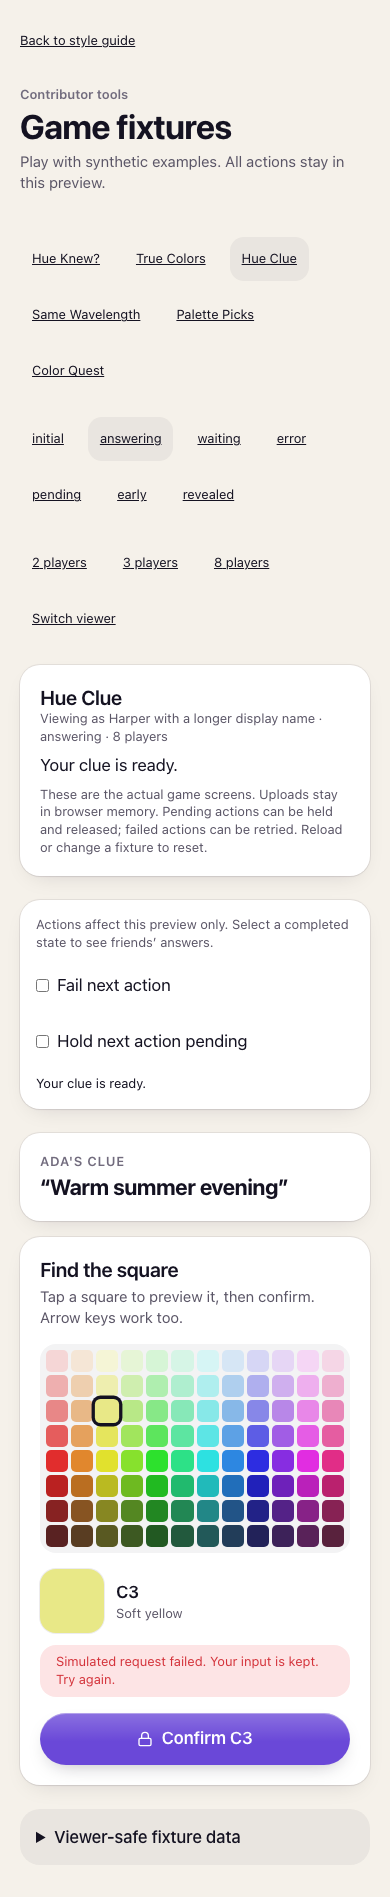 Back to style guide
Contributor tools
Game fixtures
Play with synthetic examples. All actions stay in
this preview.
Hue Knew? True Colors Hue Clue
Same Wavelength Palette Picks
Color Quest
initial answering waiting error
pending early revealed
2 players 3 players 8 players
Switch viewer
Hue Clue
Viewing as Harper with a longer display name ·
answering · 8 players
Your clue is ready.
These are the actual game screens. Uploads stay
in browser memory. Pending actions can be held
and released; failed actions can be retried. Reload
or change a fixture to reset.
Actions affect this preview only. Select a completed
state to see friends’ answers.
Fail next action
Hold next action pending
Your clue is ready.
ADA'S CLUE
“Warm summer evening”
Find the square
Tap a square to preview it, then confirm.
Arrow keys work too.
C3
Soft yellow
Simulated request failed. Your input is kept.
Try again.
Confirm C3
Viewer-safe fixture data